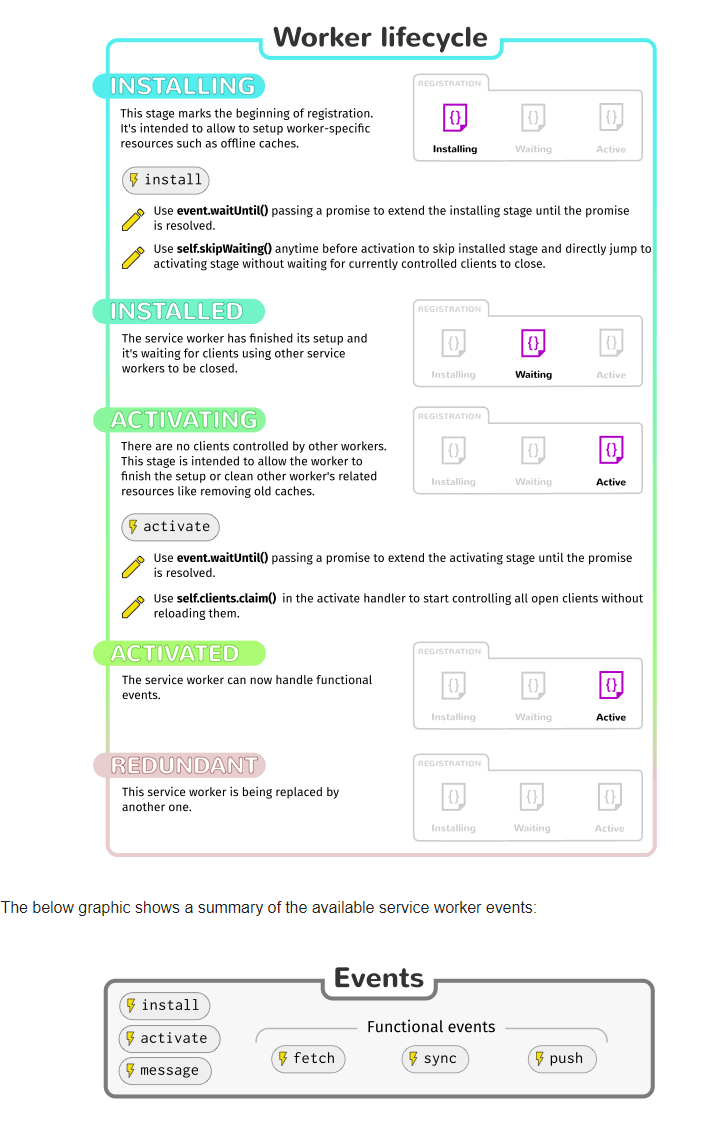 Worker lifecycle
INSTALLING
This stage marks the beginning of registration.
It's intended to allow to setup worker-specific
resources such as offline caches.
REGISTRATION
{} {} {}
Installing Waiting Active
install
Use event.waitUntil() passing a promise to extend the installing stage until the promise
is resolved.
Use self.skipWaiting() anytime before activation to skip installed stage and directly jump to
activating stage without waiting for currently controlled clients to close.
INSTALLED
The service worker has finished its setup and
it's waiting for clients using other service
workers to be closed.
REGISTRATION
{} {} {}
Installing Waiting Active
ACTIVATING
There are no clients controlled by other workers.
This stage is intended to allow the worker to
finish the setup or clean other worker's related
resources like removing old caches.
REGISTRATION
{} {} {}
Installing Waiting Active
activate
Use event.waitUntil() passing a promise to extend the activating stage until the promise
is resolved.
Use self.clients.claim() in the activate handler to start controlling all open clients without
reloading them.
ACTIVATED
The service worker can now handle functional
events.
REGISTRATION
{} {} {}
Installing Waiting Active
REDUNDANT
This service worker is being replaced by
another one.
REGISTRATION
{} {} {}
Installing Waiting Active
The below graphic shows a summary of the available service worker events:
Events
install
activate
message
Functional events
fetch sync push